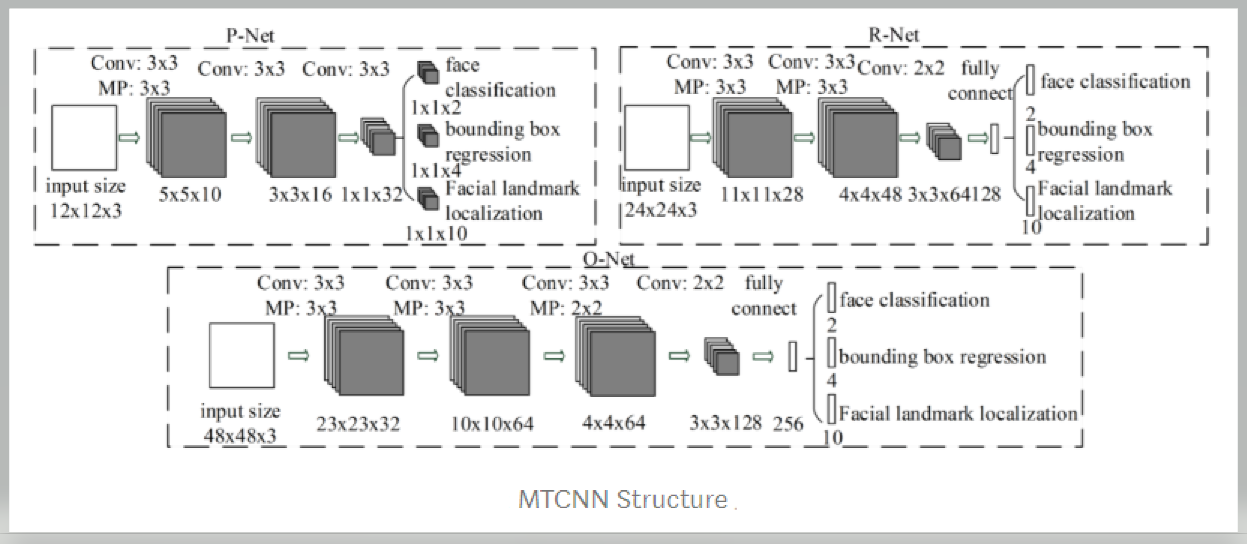 P-Net
Conv: 3x3
MP: 3x3
Conv: 3x3
Conv: 3x3
face
classification
1x1x2
bounding box
regression
1x1x4
Facial landmark
localization
1x1x10
input size
12x12x3
5x5x10
3x3x16
1x1x32
R-Net
Conv: 3x3
MP: 3x3
Conv: 3x3
MP: 3x3
Conv: 2x2
fully
connect
face classification
2
bounding box
regression
4
Facial landmark
localization
10
input size
24x24x3
11x11x28
4x4x48
3x3x64
128
O-Net
Conv: 3x3
MP: 3x3
Conv: 3x3
MP: 3x3
Conv: 3x3
MP: 2x2
Conv: 2x2
fully
connect
face classification
2
bounding box regression
4
Facial landmark localization
10
input size
48x48x3
23x23x32
10x10x64
4x4x64
3x3x128
256
MTCNN Structure .